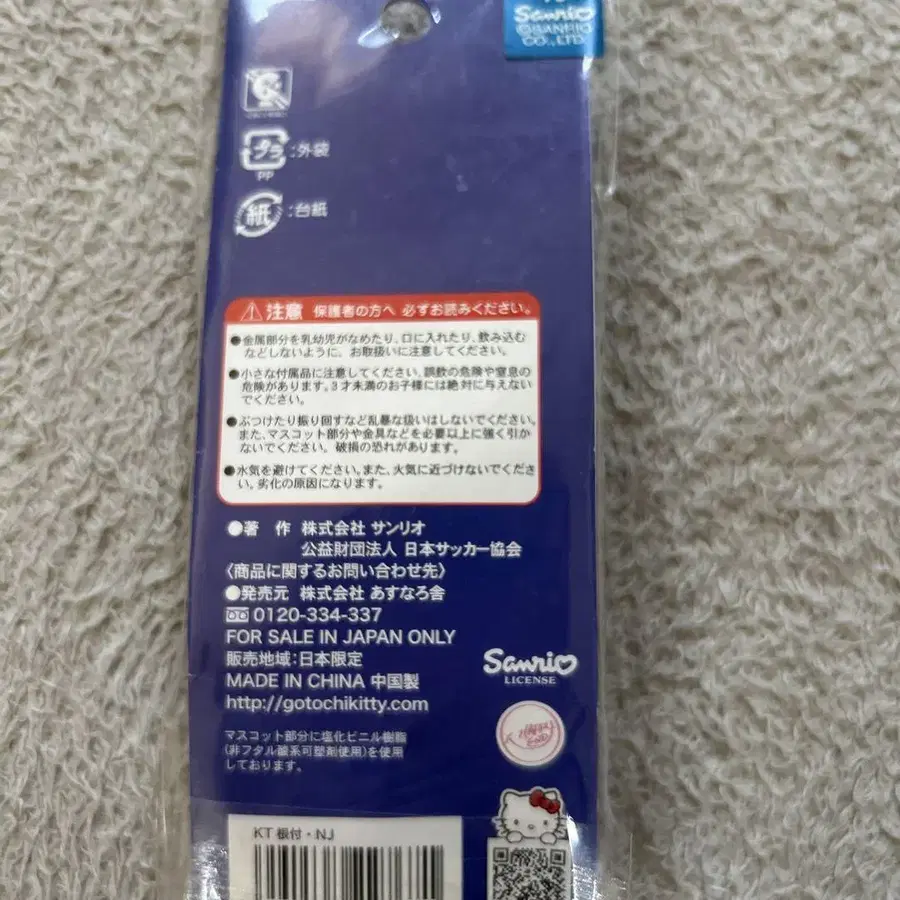 Sanrio
©SANRIO
CO., LTD.
プラ :外袋
PP
紙 :台紙
注意 保護者の方へ 必ずお読みください。
●金属部分を乳幼児がなめたり、口に入れたり、飲み込む
などしないように、お取扱いに注意してください。
●小さな付属品に注意してください。誤飲の危険や窒息の
危険があります。3才未満のお子様には絶対に与えない
でください。
●ぶつけたり振り回すなど乱暴な扱いはしないでください。
また、マスコット部分や金具などを必要以上に強く引か
ないでください。破損の恐れがあります。
●水気を避けてください。また、火気に近づけないでくださ
い。劣化の原因になります。
●著 作 株式会社 サンリオ
公益財団法人 日本サッカー協会
〈商品に関するお問い合わせ先〉
●発売元 株式会社 あすなろ舎
0120-334-337
FOR SALE IN JAPAN ONLY
販売地域:日本限定
MADE IN CHINA 中国製
http://gotochikitty.com
Sanrio
LICENSE
マスコット部分に塩化ビニル樹脂
(非フタル酸系可塑剤使用)を使用
しております。
KT 根付・NJ